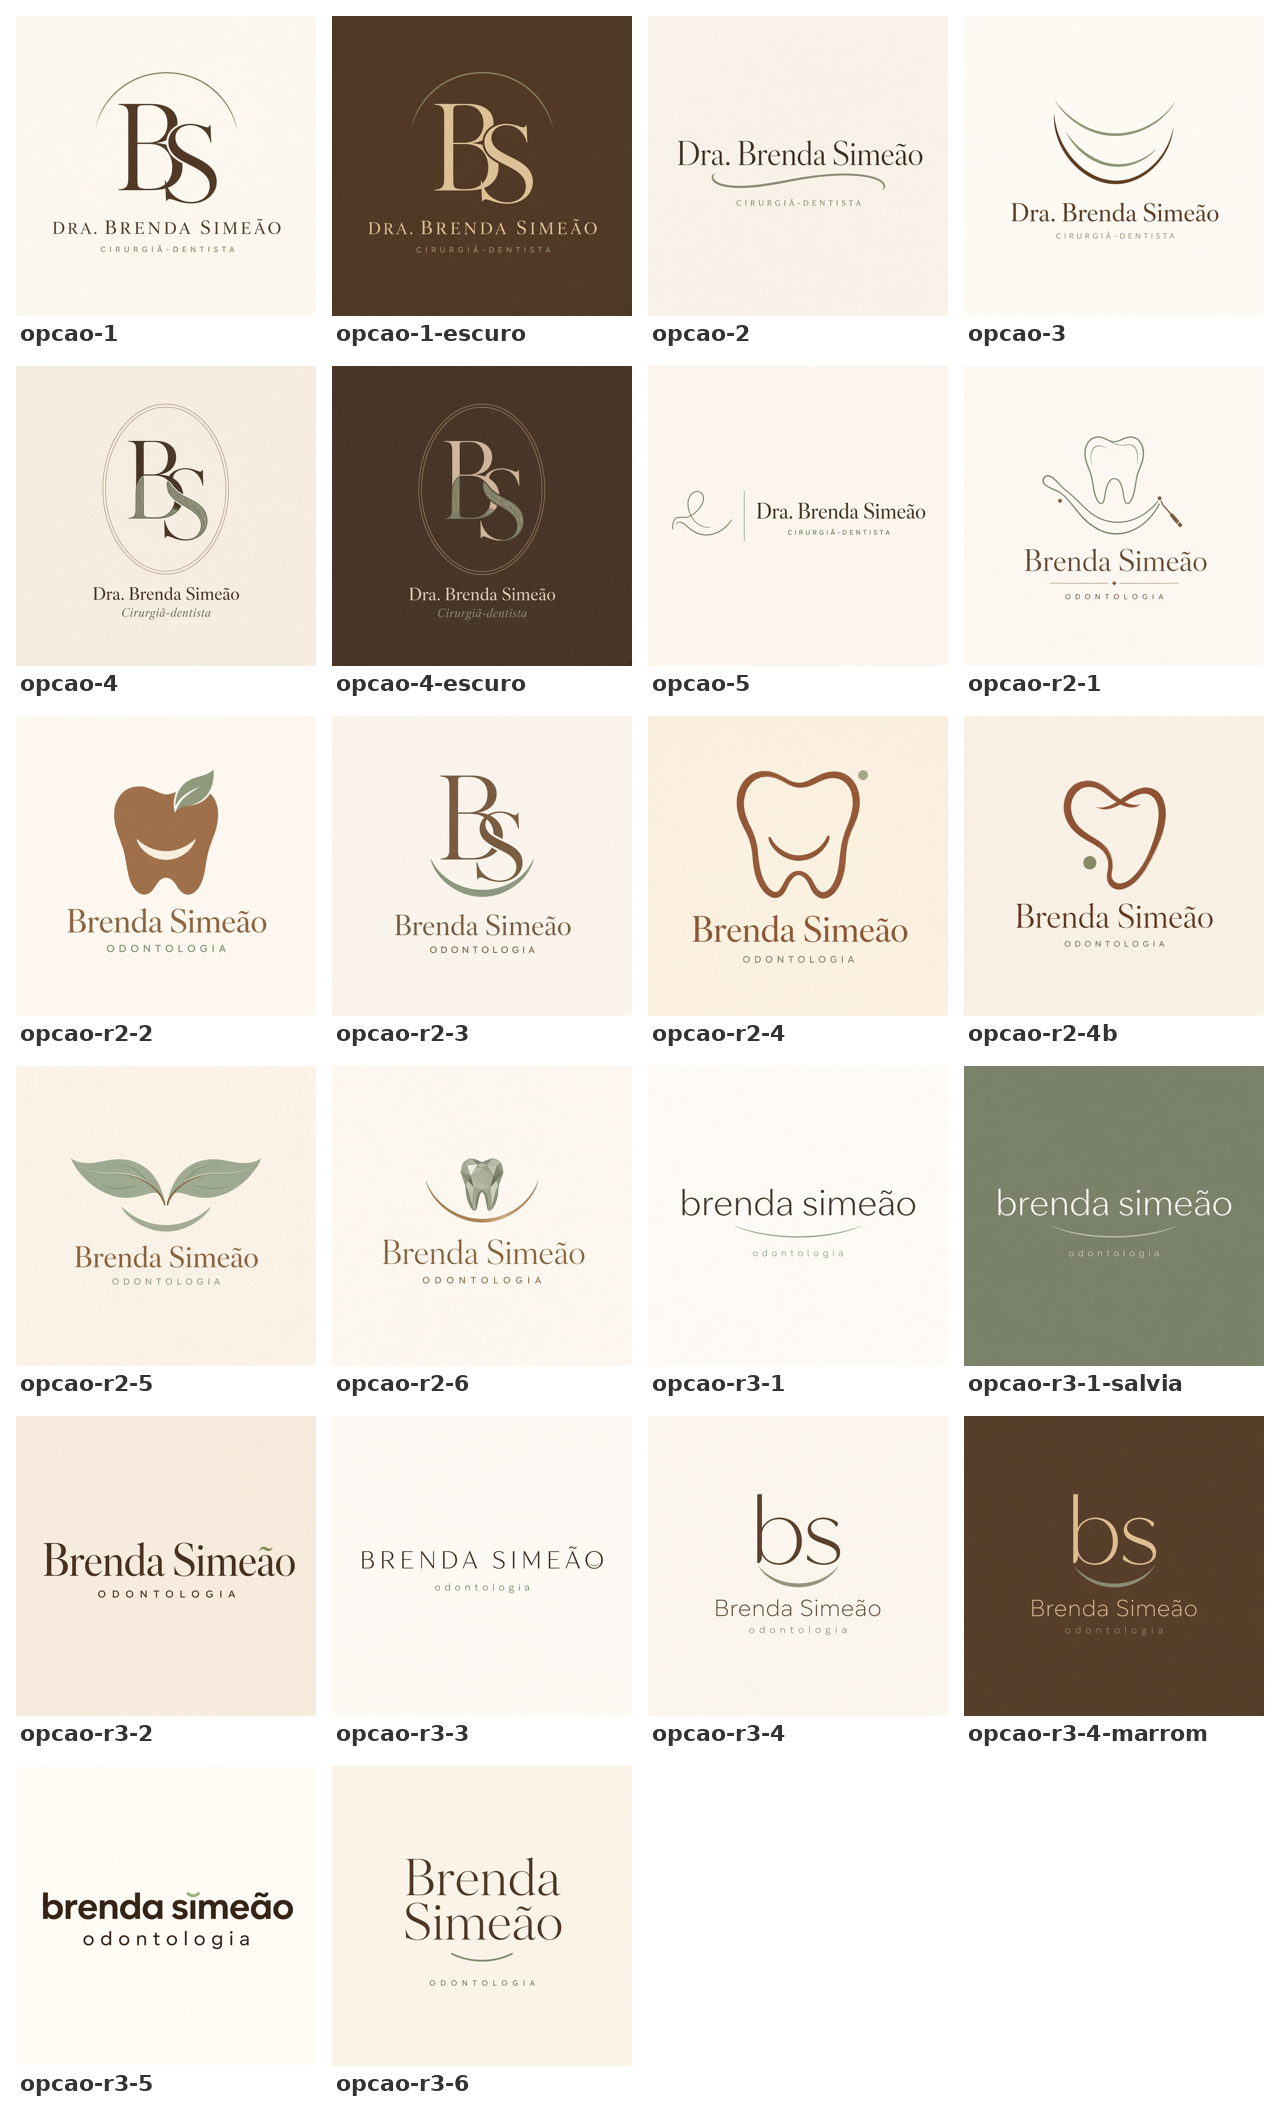 BS
DRA. BRENDA SIMEÃO
CIRURGIÃ-DENTISTA
opcao-1
BS
DRA. BRENDA SIMEÃO
CIRURGIÃ-DENTISTA
opcao-1-escuro
Dra. Brenda Simeão
CIRURGIÃ-DENTISTA
opcao-2
Dra. Brenda Simeão
CIRURGIÃ-DENTISTA
opcao-3
BS
Dra. Brenda Simeão
Cirurgiã-dentista
opcao-4
BS
Dra. Brenda Simeão
Cirurgiã-dentista
opcao-4-escuro
Dra. Brenda Simeão
CIRURGIÃ-DENTISTA
opcao-5
Brenda Simeão
ODONTOLOGIA
opcao-r2-1
Brenda Simeão
ODONTOLOGIA
opcao-r2-2
BS
Brenda Simeão
ODONTOLOGIA
opcao-r2-3
Brenda Simeão
ODONTOLOGIA
opcao-r2-4
Brenda Simeão
ODONTOLOGIA
opcao-r2-4b
Brenda Simeão
ODONTOLOGIA
opcao-r2-5
Brenda Simeão
ODONTOLOGIA
opcao-r2-6
brenda simeão
odontologia
opcao-r3-1
brenda simeão
odontologia
opcao-r3-1-salvia
Brenda Simeão
ODONTOLOGIA
opcao-r3-2
BRENDA SIMEÃO
odontologia
opcao-r3-3
bs
Brenda Simeão
odontologia
opcao-r3-4
bs
Brenda Simeão
odontologia
opcao-r3-4-marrom
brenda simeão
odontologia
opcao-r3-5
Brenda
Simeão
ODONTOLOGIA
opcao-r3-6